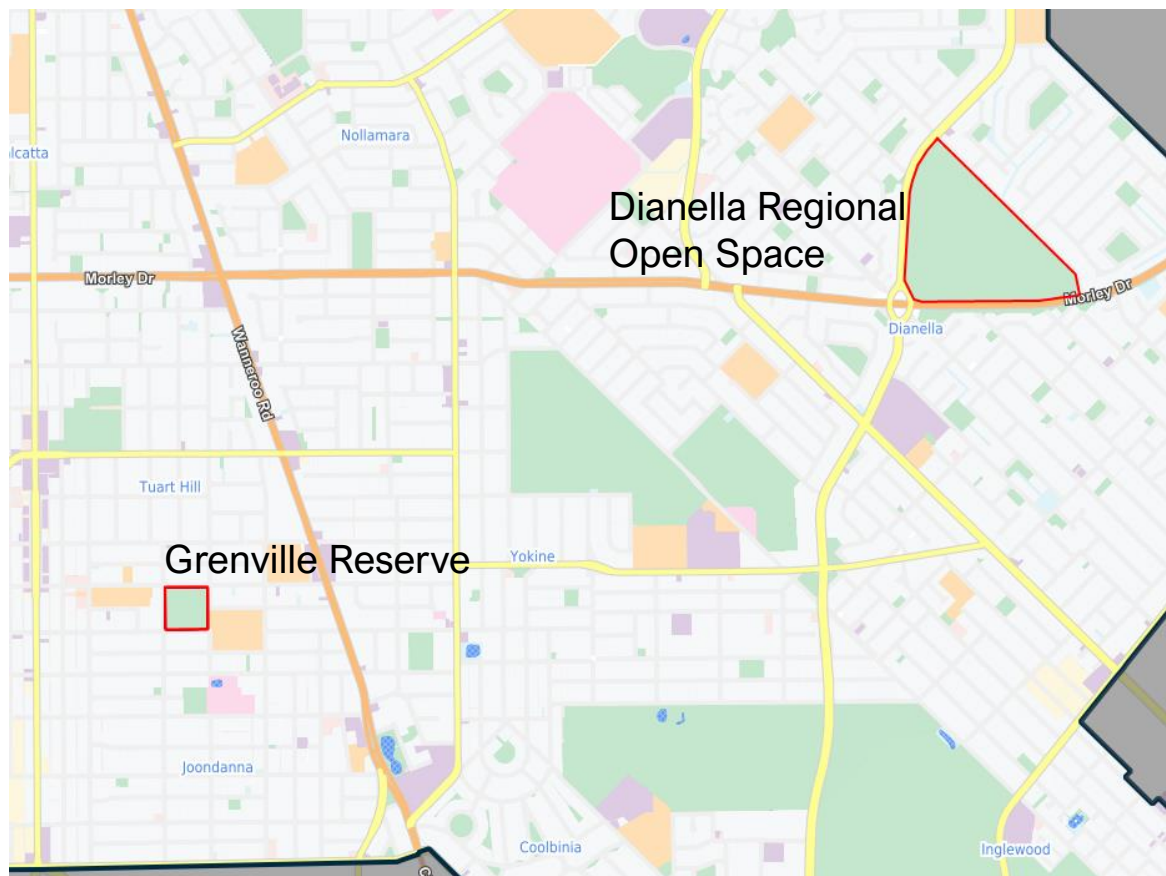 Nollamara
lcatta
Dianella Regional
Open Space
Morley Dr
Morley Dr
Dianella
Wanneroo Rd
Tuart Hill
Grenville Reserve
Yokine
Joondanna
Coolbinia
Inglewood